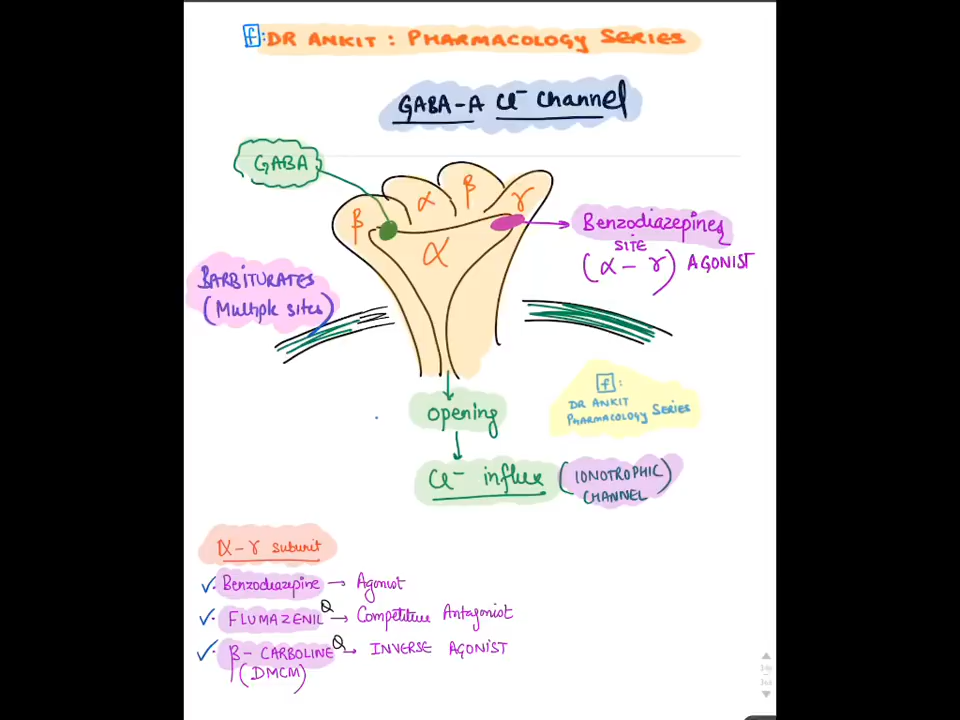 f: DR ANKIT : PHARMACOLOGY SERIES
GABA-A Cl⁻ channel
GABA
β α β γ
α
Benzodiazepines
SITE
(α - γ) AGONIST
BARBITURATES
(Multiple sites)
opening
f:
DR ANKIT
PHARMACOLOGY SERIES
Cl⁻ influx (IONOTROPHIC
CHANNEL)
α-γ subunit
✓· Benzodiazepine → Agonist
✓· FLUMAZENIL Q → Competitive Antagonist
✓· β-CARBOLINE Q → INVERSE AGONIST
(DMCM)